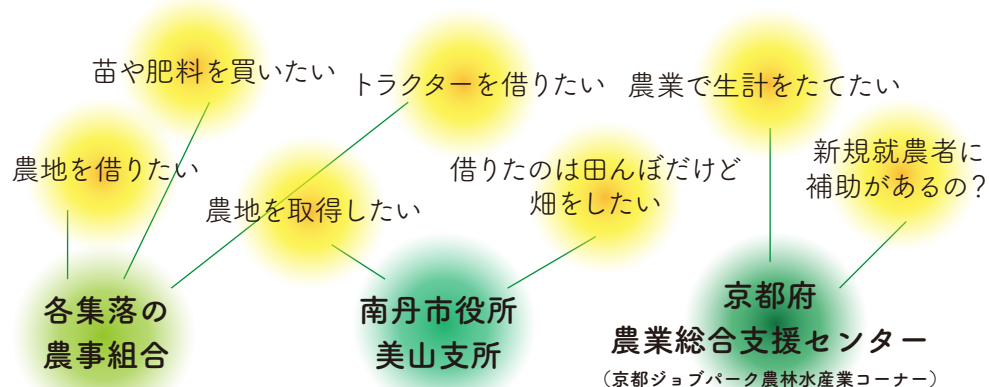 苗や肥料を買いたい
トラクターを借りたい
農業で生計をたてたい
農地を借りたい
農地を取得したい
借りたのは田んぼだけど
畑をしたい
新規就農者に
補助があるの？
各集落の
農事組合
南丹市役所
美山支所
京都府
農業総合支援センター
（京都ジョブパーク農林水産業コーナー）